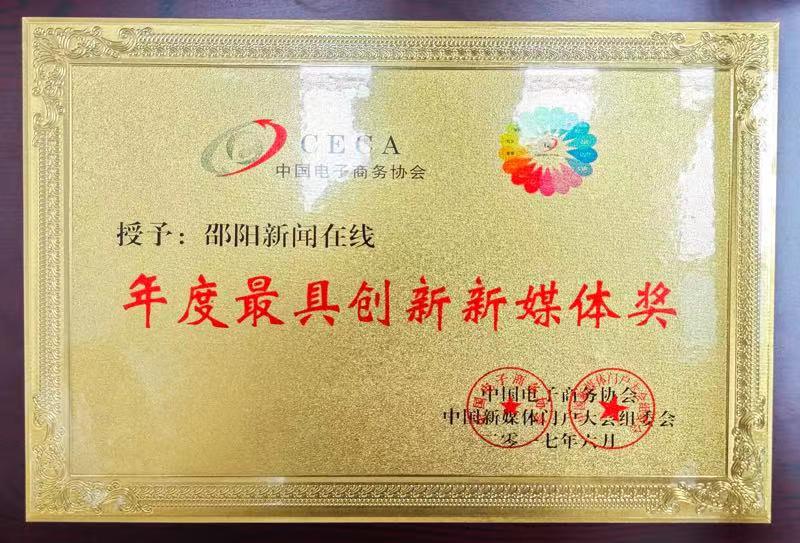 CECA
中国电子商务协会
授予：邵阳新闻在线
年度最具创新新媒体奖
中国电子商务协会
中国新媒体门户大会组委会
二零一七年六月